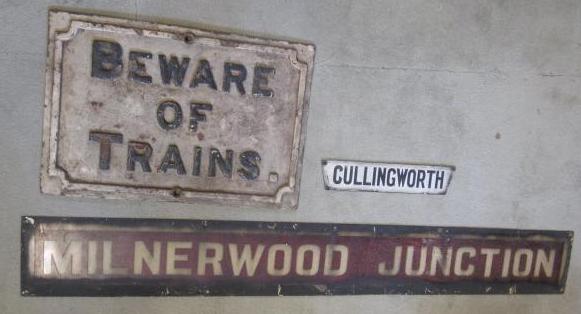 BEWARE
OF
TRAINS.
CULLINGWORTH
MILNERWOOD JUNCTION